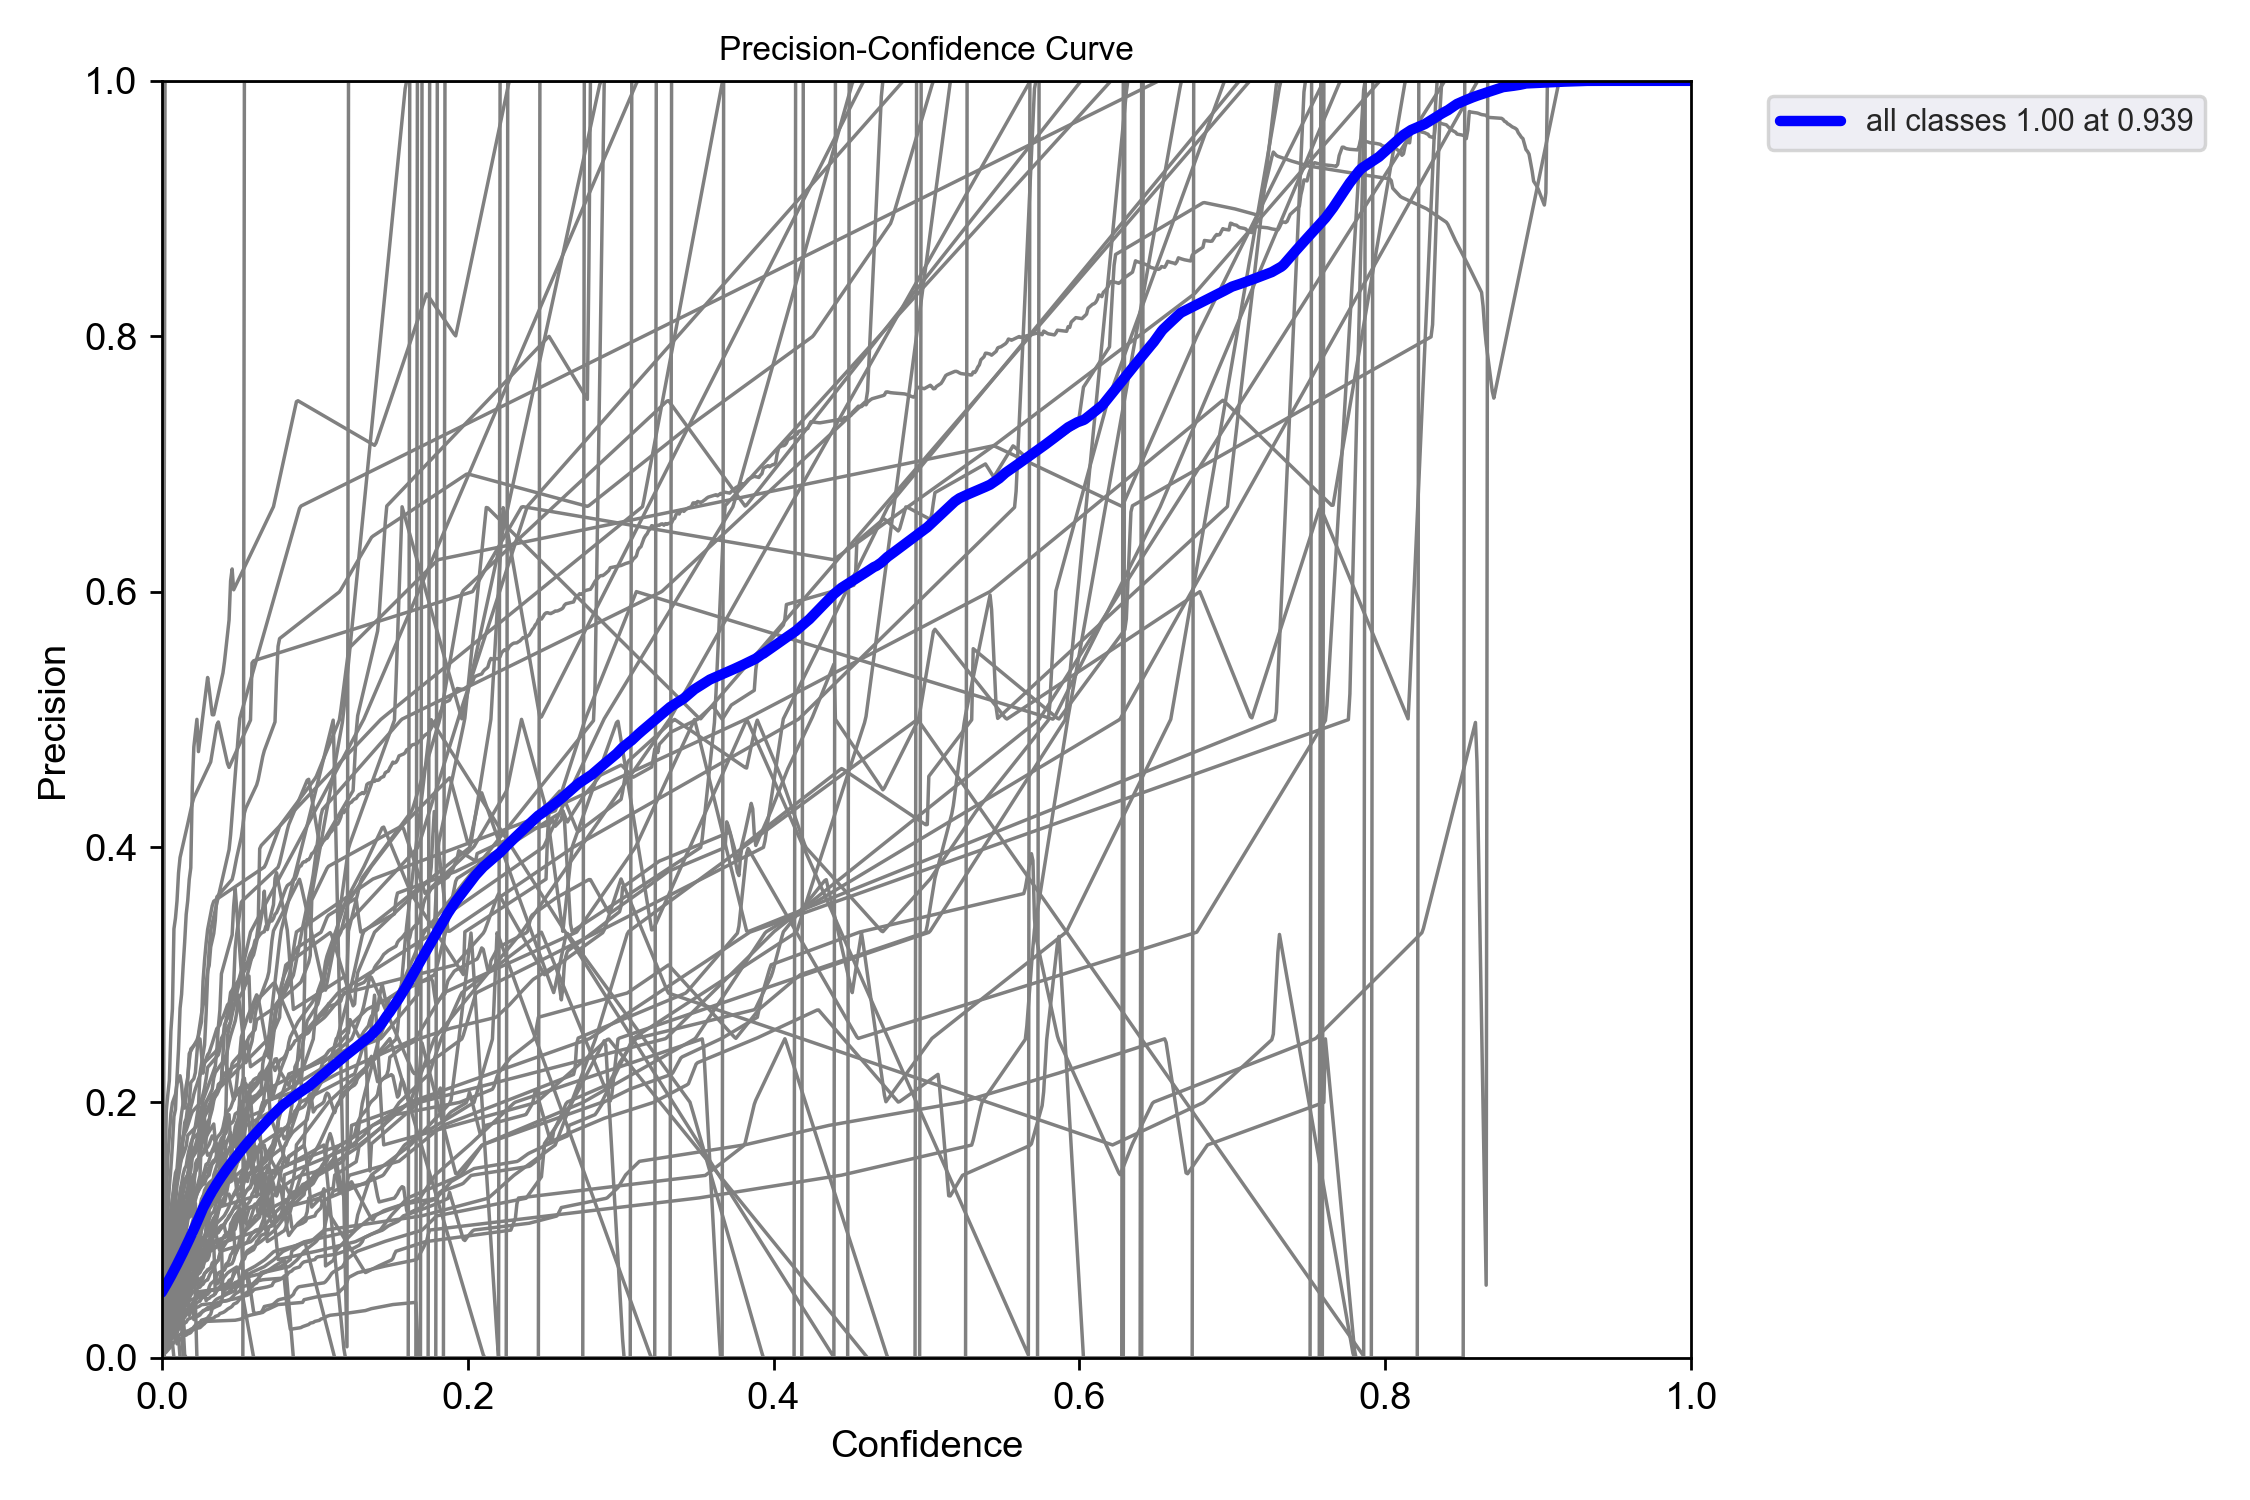 Precision-Confidence Curve
all classes 1.00 at 0.939
Precision
1.0
0.8
0.6
0.4
0.2
0.0
0.0 0.2 0.4 0.6 0.8 1.0
Confidence